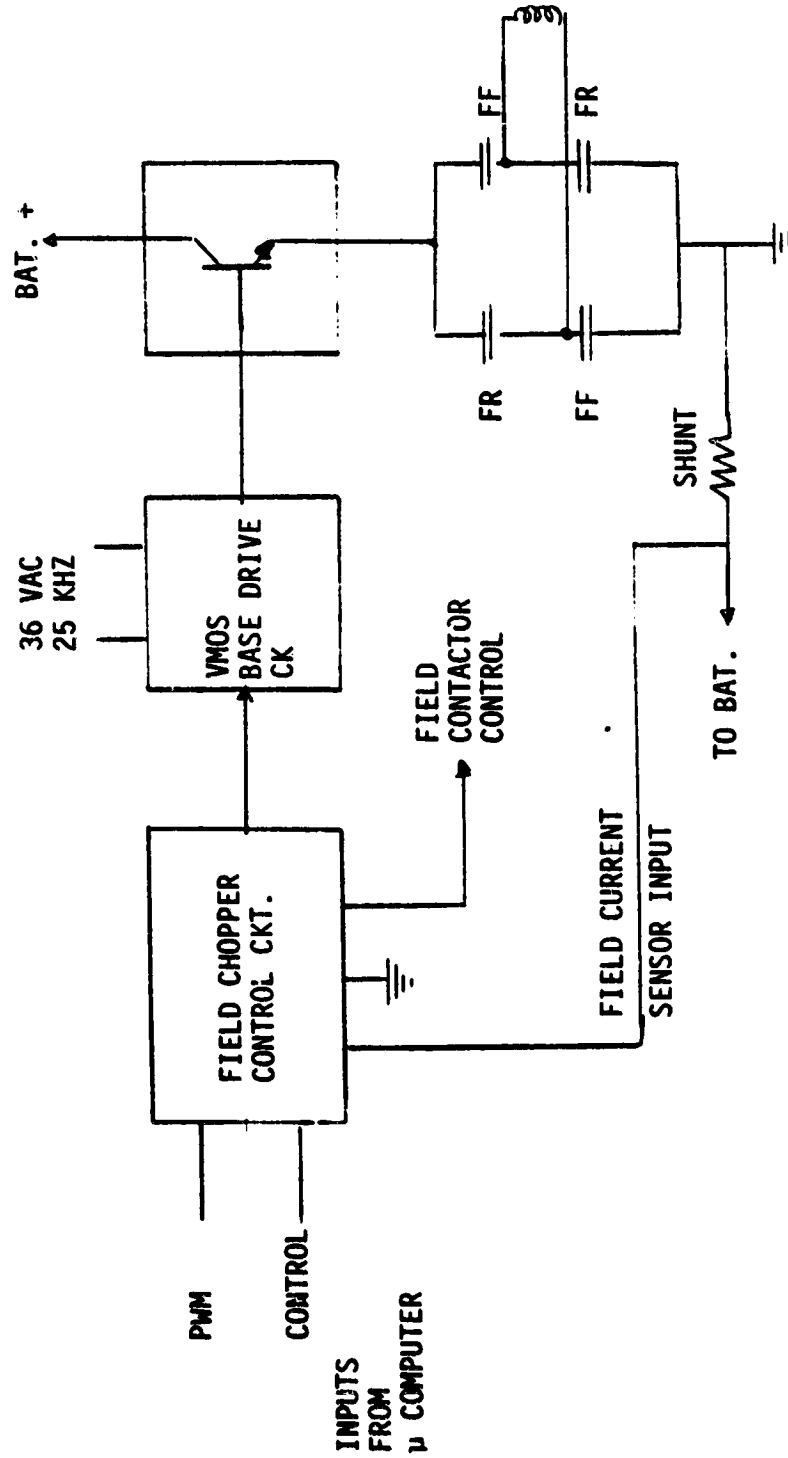 BAT. +
36 VAC
25 KHZ
VMOS
BASE DRIVE
CK
FIELD CHOPPER
CONTROL CKT.
PWM
CONTROL
INPUTS
FROM
µ COMPUTER
FIELD
CONTACTOR
CONTROL
FR
FF
FF
FR
SHUNT
FIELD CURRENT
SENSOR INPUT
TO BAT.